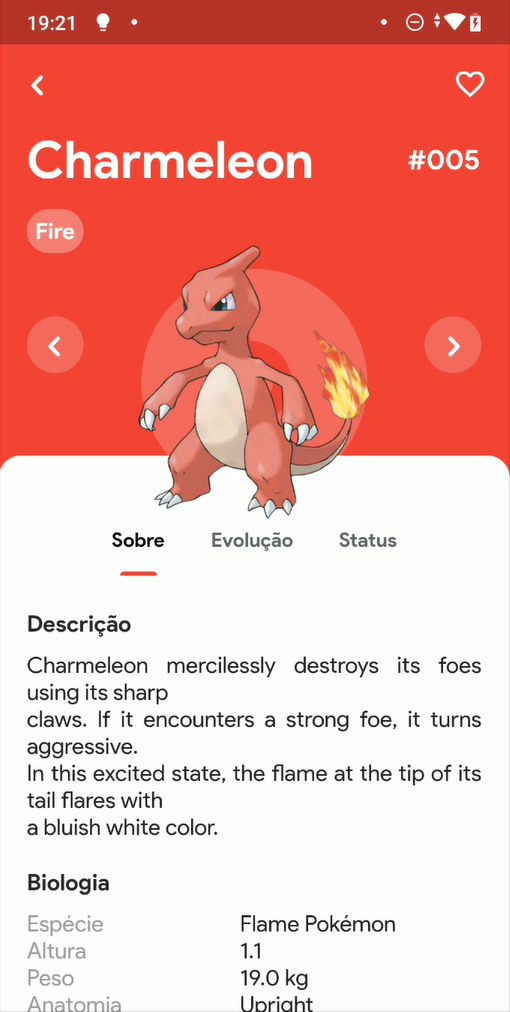 19:21
Charmeleon
#005
Fire
Sobre Evolução Status
Descrição
Charmeleon mercilessly destroys its foes
using its sharp
claws. If it encounters a strong foe, it turns
aggressive.
In this excited state, the flame at the tip of its
tail flares with
a bluish white color.
Biologia
Espécie Flame Pokémon
Altura 1.1
Peso 19.0 kg
Anatomia Upright